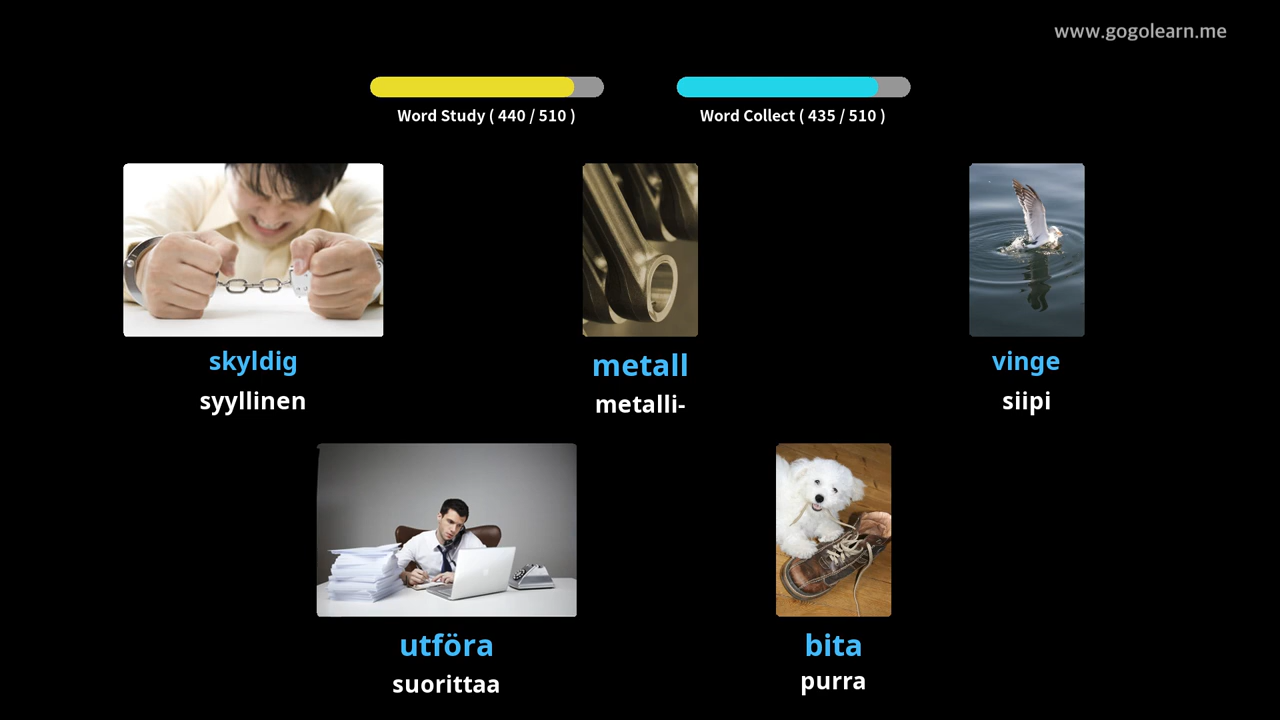 www.gogolearn.me
Word Study ( 440 / 510 )
Word Collect ( 435 / 510 )
skyldig
syyllinen
metall
metalli-
vinge
siipi
utföra
suorittaa
bita
purra